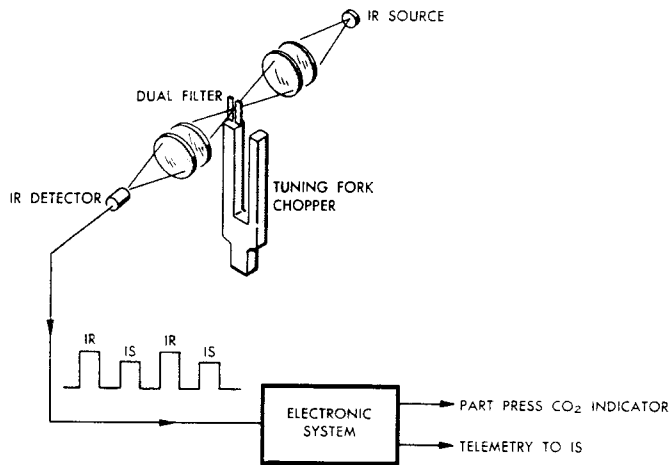 IR SOURCE
DUAL FILTER
TUNING FORK
CHOPPER
IR DETECTOR
IR IS IR IS
ELECTRONIC
SYSTEM
PART PRESS CO₂ INDICATOR
TELEMETRY TO IS